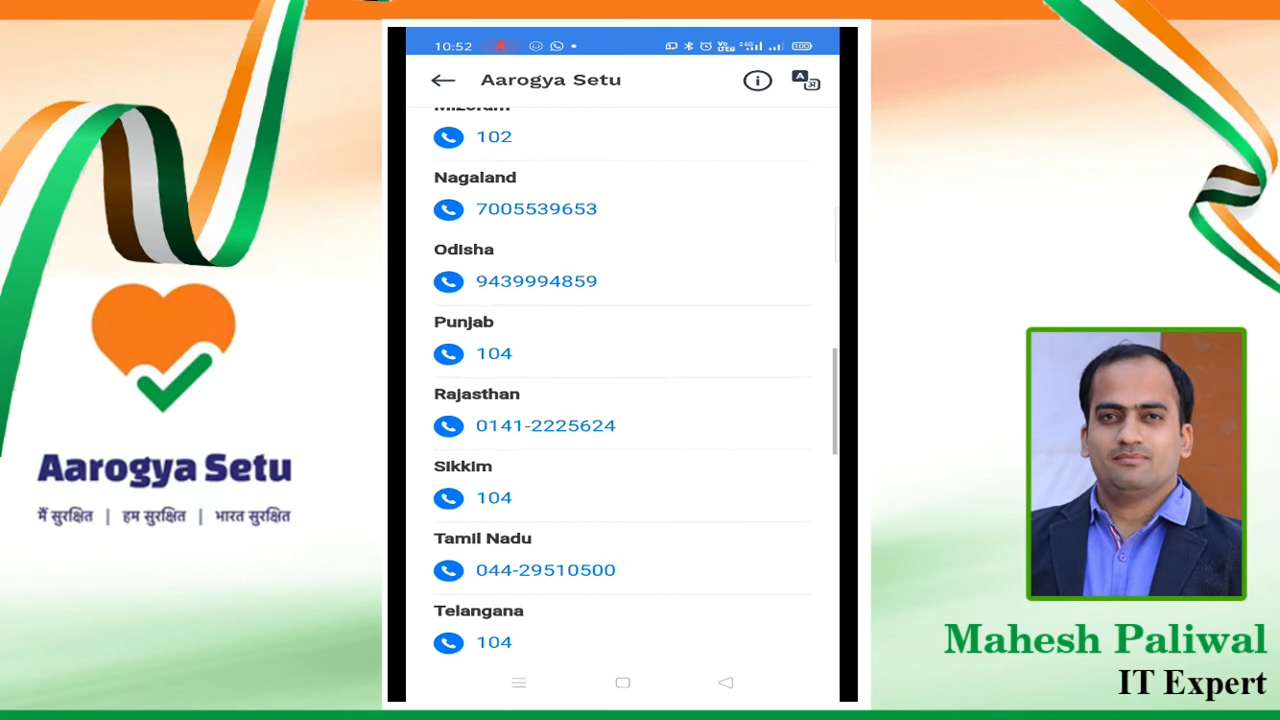 10:52
Aarogya Setu
Mizoram
102
Nagaland
7005539653
Odisha
9439994859
Punjab
104
Rajasthan
0141-2225624
Sikkim
104
Tamil Nadu
044-29510500
Telangana
104
Aarogya Setu
मैं सुरक्षित | हम सुरक्षित | भारत सुरक्षित
Mahesh Paliwal
IT Expert